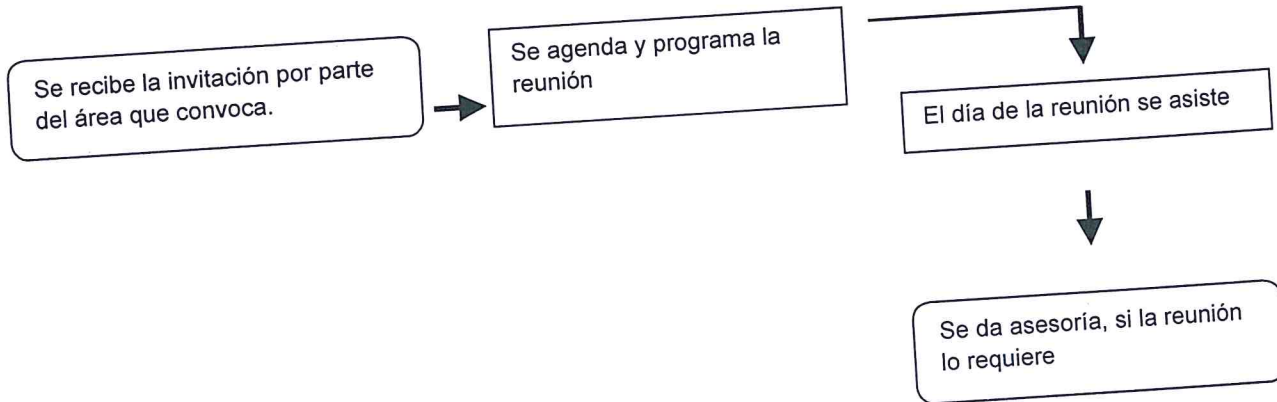 Se recibe la invitación por parte
del área que convoca.
Se agenda y programa la
reunión
El día de la reunión se asiste
Se da asesoría, si la reunión
lo requiere